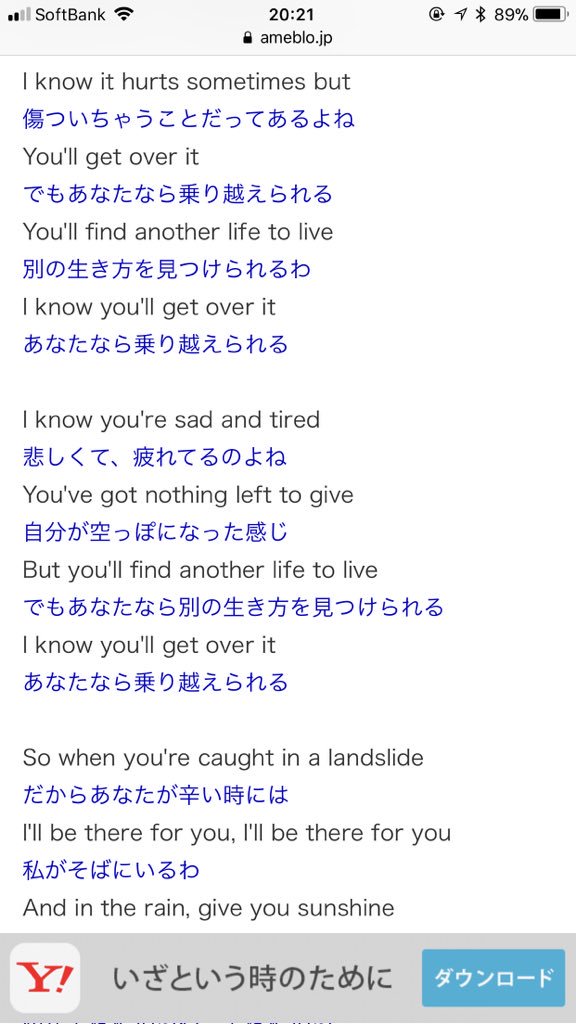 SoftBank 20:21 89%
ameblo.jp
I know it hurts sometimes but
傷ついちゃうことだってあるよね
You'll get over it
でもあなたなら乗り越えられる
You'll find another life to live
別の生き方を見つけられるわ
I know you'll get over it
あなたなら乗り越えられる
I know you're sad and tired
悲しくて、疲れてるのよね
You've got nothing left to give
自分が空っぽになった感じ
But you'll find another life to live
でもあなたなら別の生き方を見つけられる
I know you'll get over it
あなたなら乗り越えられる
So when you're caught in a landslide
だからあなたが辛い時には
I'll be there for you, I'll be there for you
私がそばにいるわ
And in the rain, give you sunshine
Y! いざという時のために ダウンロード